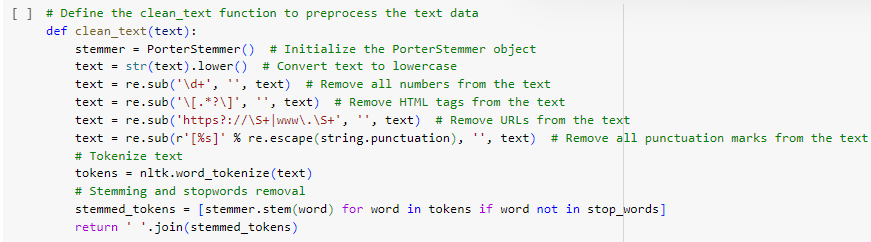 [ ] # Define the clean_text function to preprocess the text data
def clean_text(text):
    stemmer = PorterStemmer()  # Initialize the PorterStemmer object
    text = str(text).lower()  # Convert text to lowercase
    text = re.sub('\d+', '', text)  # Remove all numbers from the text
    text = re.sub('\[.*?\]', '', text)  # Remove HTML tags from the text
    text = re.sub('https?://\S+|www\.\S+', '', text)  # Remove URLs from the text
    text = re.sub(r'[%s]' % re.escape(string.punctuation), '', text)  # Remove all punctuation marks from the text
    # Tokenize text
    tokens = nltk.word_tokenize(text)
    # Stemming and stopwords removal
    stemmed_tokens = [stemmer.stem(word) for word in tokens if word not in stop_words]
    return ' '.join(stemmed_tokens)